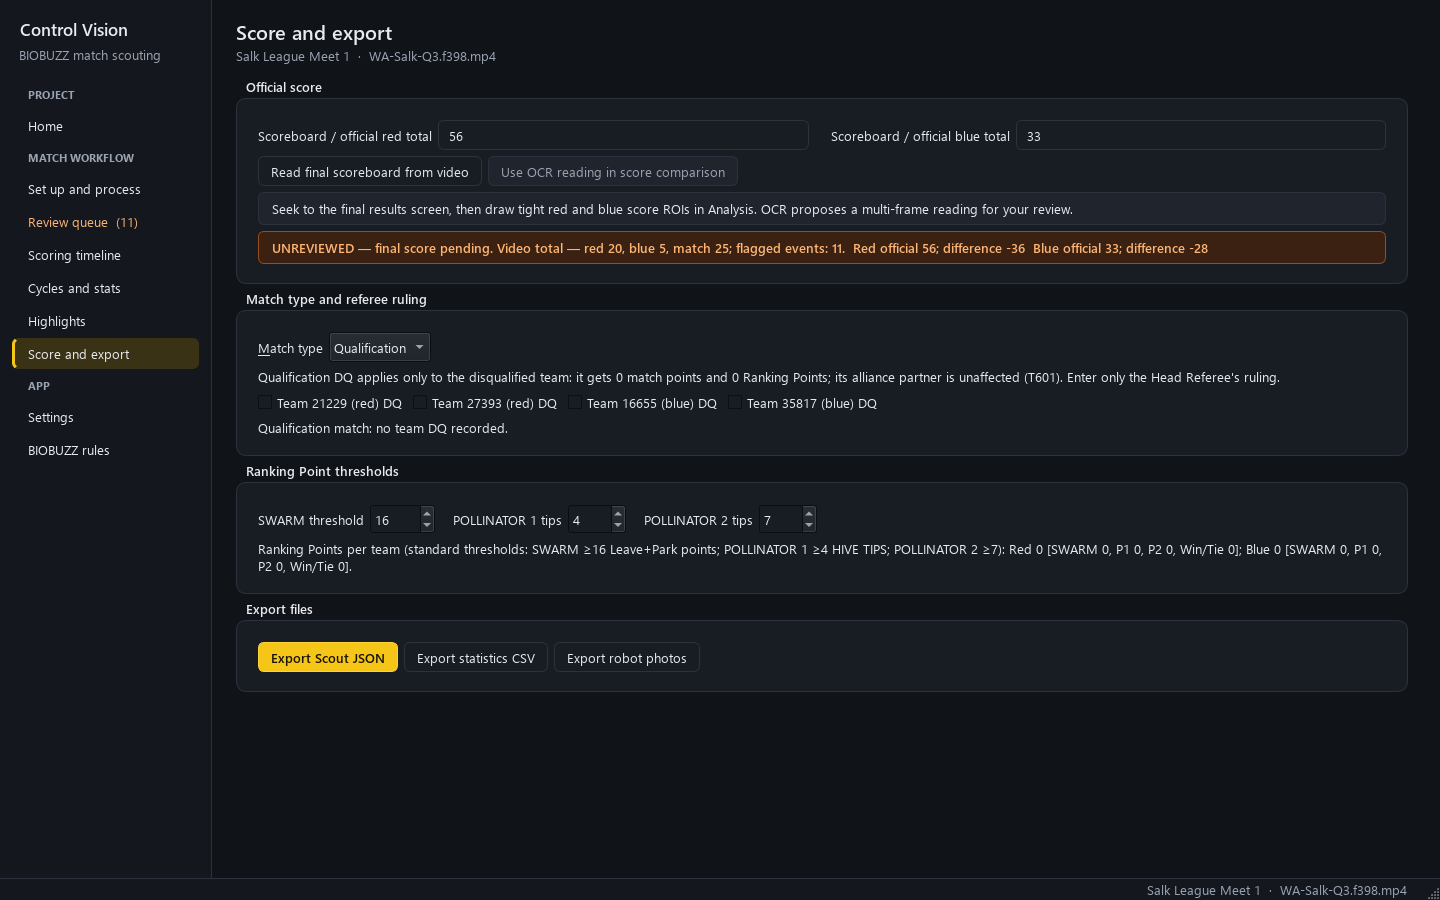 Control Vision
BIOBUZZ match scouting
PROJECT
Home
MATCH WORKFLOW
Set up and process
Review queue (11)
Scoring timeline
Cycles and stats
Highlights
Score and export
APP
Settings
BIOBUZZ rules
Score and export
Salk League Meet 1 · WA-Salk-Q3.f398.mp4
Official score
Scoreboard / official red total 56 Scoreboard / official blue total 33
Read final scoreboard from video Use OCR reading in score comparison
Seek to the final results screen, then draw tight red and blue score ROIs in Analysis. OCR proposes a multi-frame reading for your review.
UNREVIEWED — final score pending. Video total — red 20, blue 5, match 25; flagged events: 11. Red official 56; difference -36 Blue official 33; difference -28
Match type and referee ruling
Match type Qualification
Qualification DQ applies only to the disqualified team: it gets 0 match points and 0 Ranking Points; its alliance partner is unaffected (T601). Enter only the Head Referee's ruling.
Team 21229 (red) DQ Team 27393 (red) DQ Team 16655 (blue) DQ Team 35817 (blue) DQ
Qualification match: no team DQ recorded.
Ranking Point thresholds
SWARM threshold 16 POLLINATOR 1 tips 4 POLLINATOR 2 tips 7
Ranking Points per team (standard thresholds: SWARM ≥16 Leave+Park points; POLLINATOR 1 ≥4 HIVE TIPS; POLLINATOR 2 ≥7): Red 0 [SWARM 0, P1 0, P2 0, Win/Tie 0]; Blue 0 [SWARM 0, P1 0,
P2 0, Win/Tie 0].
Export files
Export Scout JSON Export statistics CSV Export robot photos
Salk League Meet 1 · WA-Salk-Q3.f398.mp4